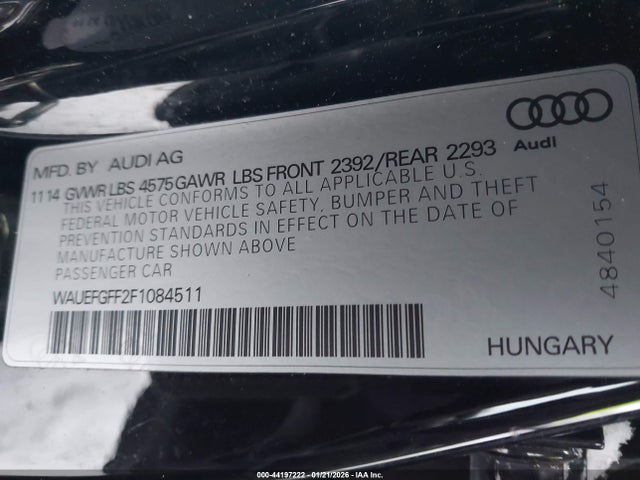 MFD. BY AUDI AG
1114 GVWR LBS 4575 GAWR LBS FRONT 2392/REAR 2293
THIS VEHICLE CONFORMS TO ALL APPLICABLE U.S.
FEDERAL MOTOR VEHICLE SAFETY, BUMPER AND THEFT
PREVENTION STANDARDS IN EFFECT ON THE DATE OF
MANUFACTURE SHOWN ABOVE
PASSENGER CAR
WAUEFGFF2F1084511
HUNGARY
Audi
4840154
000-44197222 - 01/21/2026 - IAA Inc.